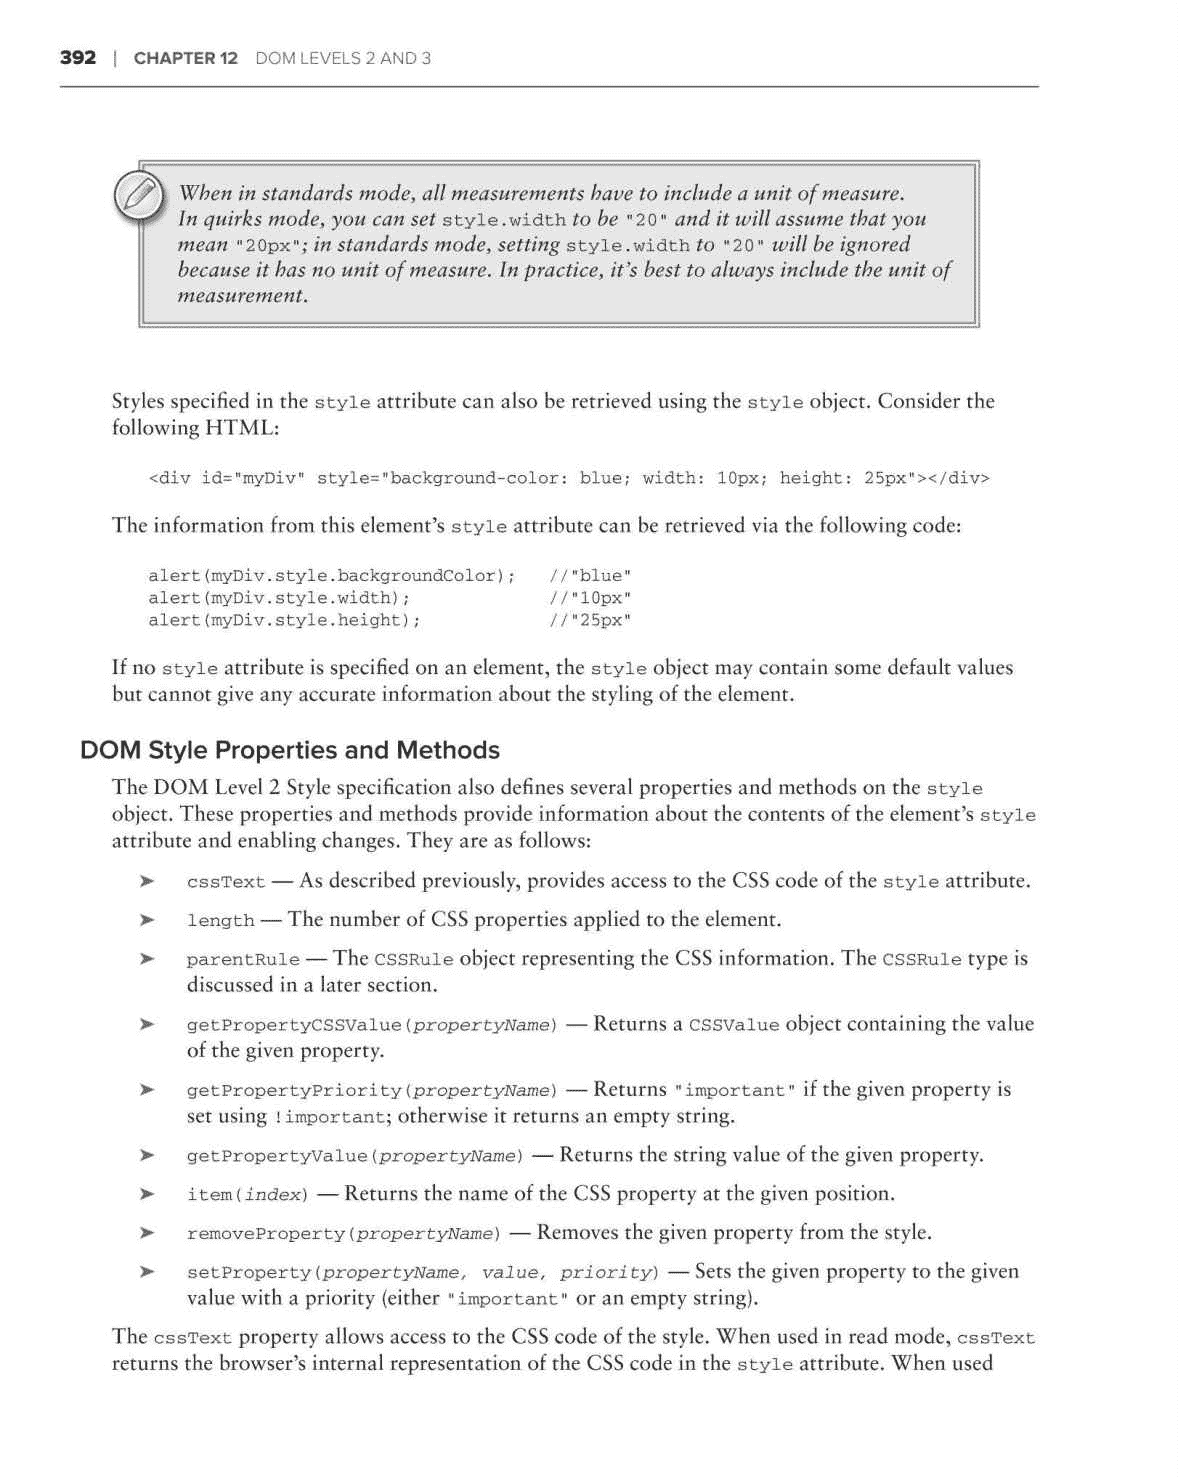 392 | CHAPTER 12 DOM LEVELS 2 AND 3
When in standards mode, all measurements have to include a unit of measure.
In quirks mode, you can set style.width to be "20" and it will assume that you
mean "20px"; in standards mode, setting style.width to "20" will be ignored
because it has no unit of measure. In practice, it's best to always include the unit of
measurement.
Styles specified in the style attribute can also be retrieved using the style object. Consider the
following HTML:
<div id="myDiv" style="background-color: blue; width: 10px; height: 25px"></div>
The information from this element's style attribute can be retrieved via the following code:
alert(myDiv.style.backgroundColor); //"blue"
alert(myDiv.style.width); //"10px"
alert(myDiv.style.height); //"25px"
If no style attribute is specified on an element, the style object may contain some default values
but cannot give any accurate information about the styling of the element.
DOM Style Properties and Methods
The DOM Level 2 Style specification also defines several properties and methods on the style
object. These properties and methods provide information about the contents of the element's style
attribute and enabling changes. They are as follows:
➤ cssText — As described previously, provides access to the CSS code of the style attribute.
➤ length — The number of CSS properties applied to the element.
➤ parentRule — The CSSRule object representing the CSS information. The CSSRule type is
discussed in a later section.
➤ getPropertyCSSValue(propertyName) — Returns a CSSValue object containing the value
of the given property.
➤ getPropertyPriority(propertyName) — Returns "important" if the given property is
set using !important; otherwise it returns an empty string.
➤ getPropertyValue(propertyName) — Returns the string value of the given property.
➤ item(index) — Returns the name of the CSS property at the given position.
➤ removeProperty(propertyName) — Removes the given property from the style.
➤ setProperty(propertyName, value, priority) — Sets the given property to the given
value with a priority (either "important" or an empty string).
The cssText property allows access to the CSS code of the style. When used in read mode, cssText
returns the browser's internal representation of the CSS code in the style attribute. When used